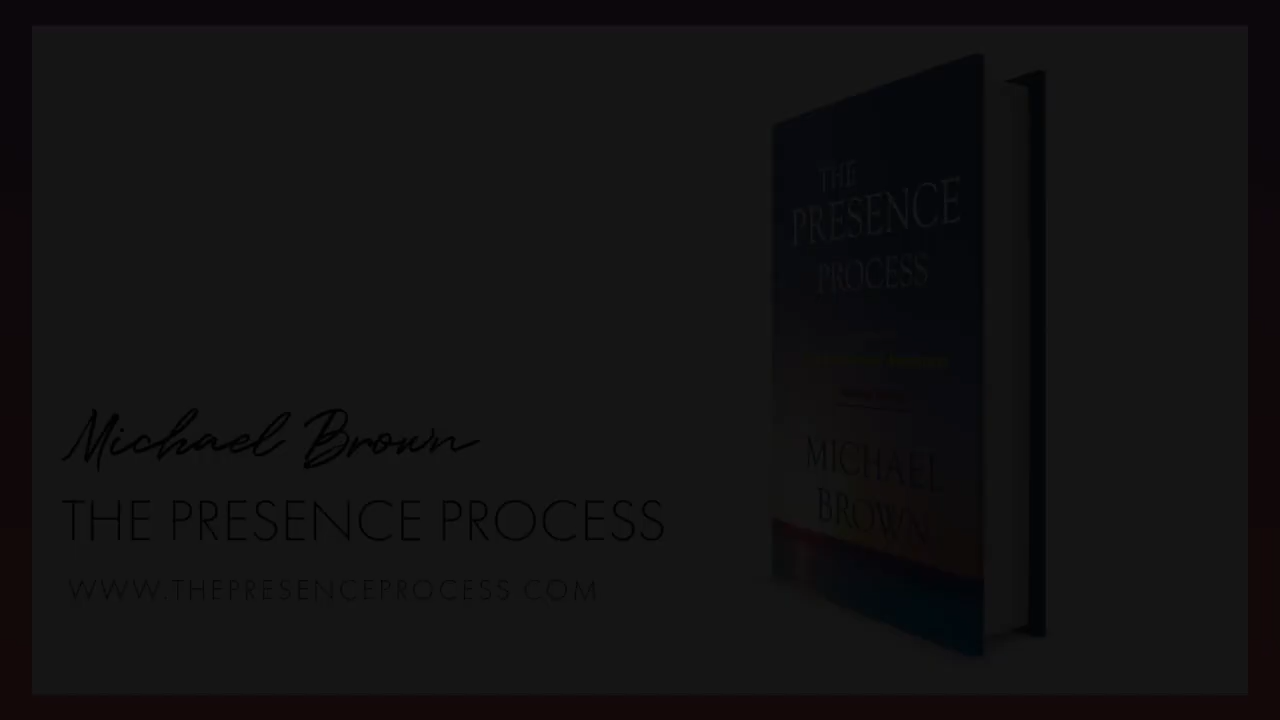 Michael Brown
THE PRESENCE PROCESS
WWW.THEPRESENCEPROCESS.COM
THE
PRESENCE
PROCESS
MICHAEL
BROWN